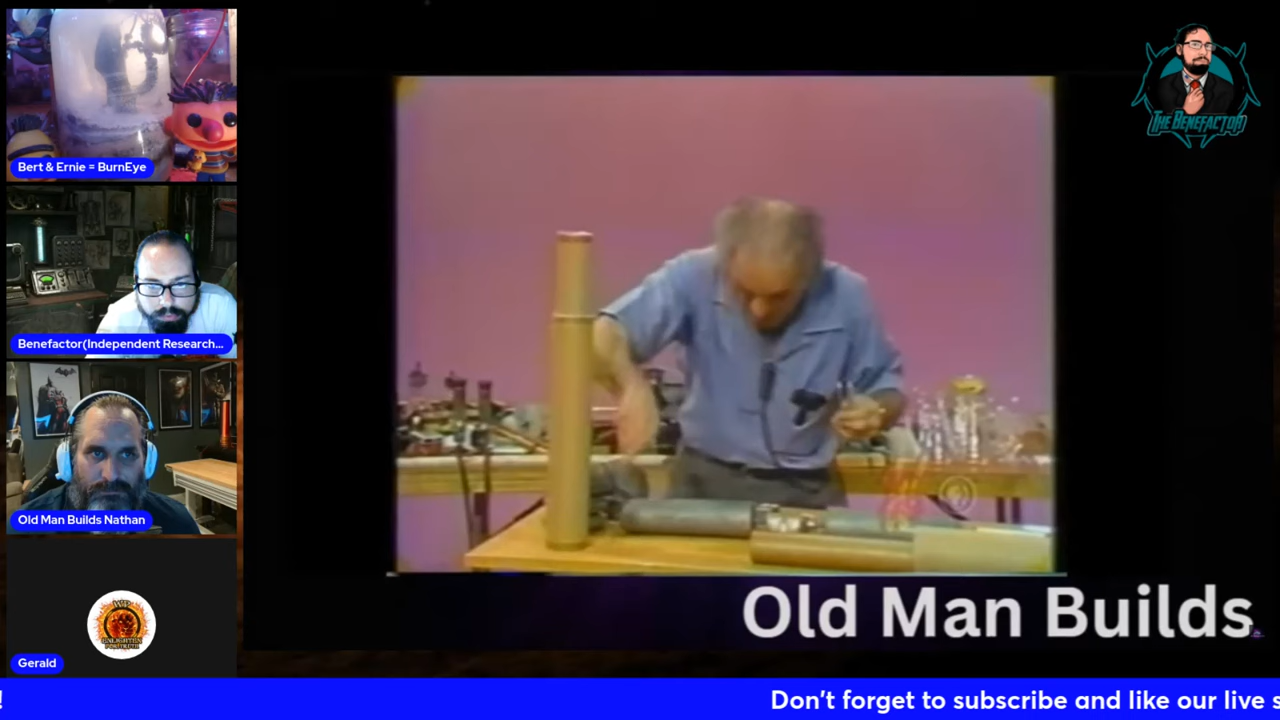 THE BENEFACTOR
Bert & Ernie = BurnEye
Benefactor(Independent Research...
Old Man Builds Nathan
Gerald
Old Man Builds
!
Don't forget to subscribe and like our live s